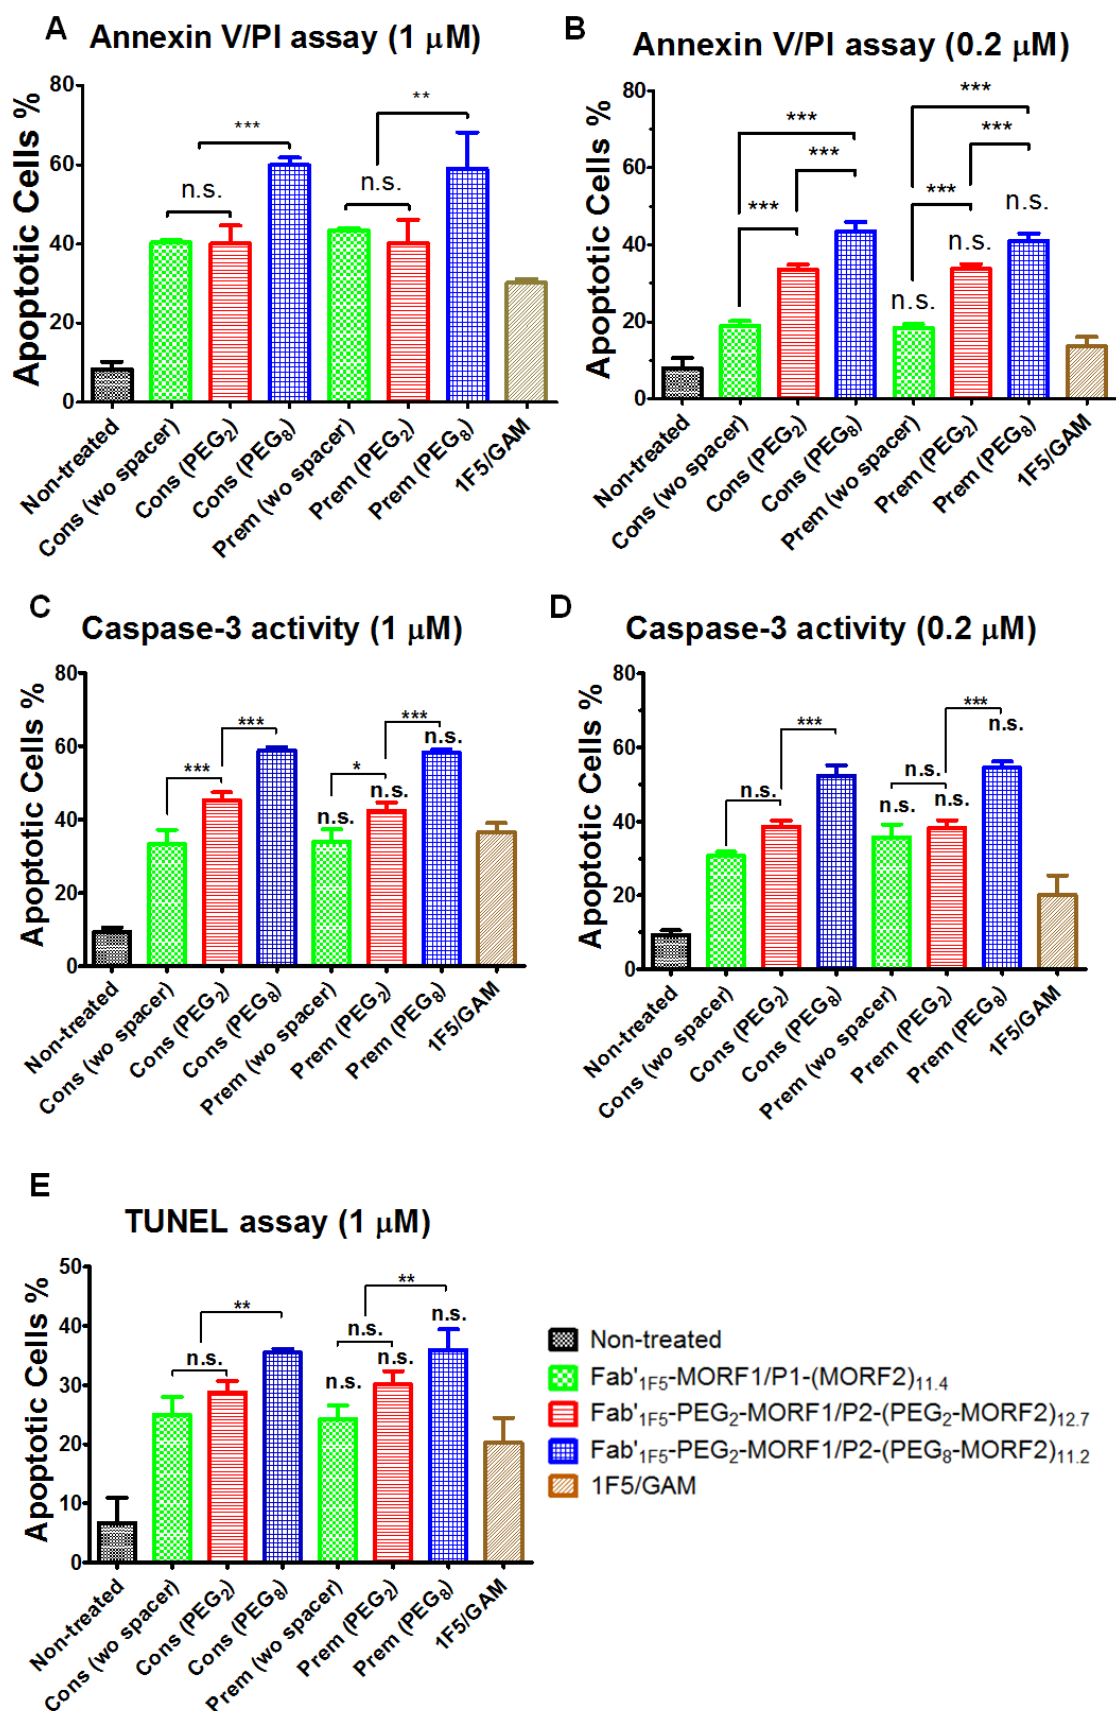 A Annexin V/PI assay (1 μM)
Apoptotic Cells %
80
60
40
20
0
n.s.
***
n.s.
**
Non-treated
Cons (wo spacer)
Cons (PEG2)
Cons (PEG8)
Prem (wo spacer)
Prem (PEG2)
Prem (PEG8)
1F5/GAM
B Annexin V/PI assay (0.2 μM)
Apoptotic Cells %
80
60
40
20
0
***
***
***
***
***
***
n.s.
n.s.
n.s.
Non-treated
Cons (wo spacer)
Cons (PEG2)
Cons (PEG8)
Prem (wo spacer)
Prem (PEG2)
Prem (PEG8)
1F5/GAM
C Caspase-3 activity (1 μM)
Apoptotic Cells %
80
60
40
20
0
***
***
*
***
n.s.
n.s.
n.s.
Non-treated
Cons (wo spacer)
Cons (PEG2)
Cons (PEG8)
Prem (wo spacer)
Prem (PEG2)
Prem (PEG8)
1F5/GAM
D Caspase-3 activity (0.2 μM)
Apoptotic Cells %
80
60
40
20
0
n.s.
***
n.s.
***
n.s.
n.s.
n.s.
Non-treated
Cons (wo spacer)
Cons (PEG2)
Cons (PEG8)
Prem (wo spacer)
Prem (PEG2)
Prem (PEG8)
1F5/GAM
E TUNEL assay (1 μM)
Apoptotic Cells %
50
40
30
20
10
0
n.s.
**
n.s.
**
n.s.
n.s.
n.s.
Non-treated
Cons (wo spacer)
Cons (PEG2)
Cons (PEG8)
Prem (wo spacer)
Prem (PEG2)
Prem (PEG8)
1F5/GAM
Non-treated
Fab'1F5-MORF1/P1-(MORF2)11.4
Fab'1F5-PEG2-MORF1/P2-(PEG2-MORF2)12.7
Fab'1F5-PEG2-MORF1/P2-(PEG8-MORF2)11.2
1F5/GAM